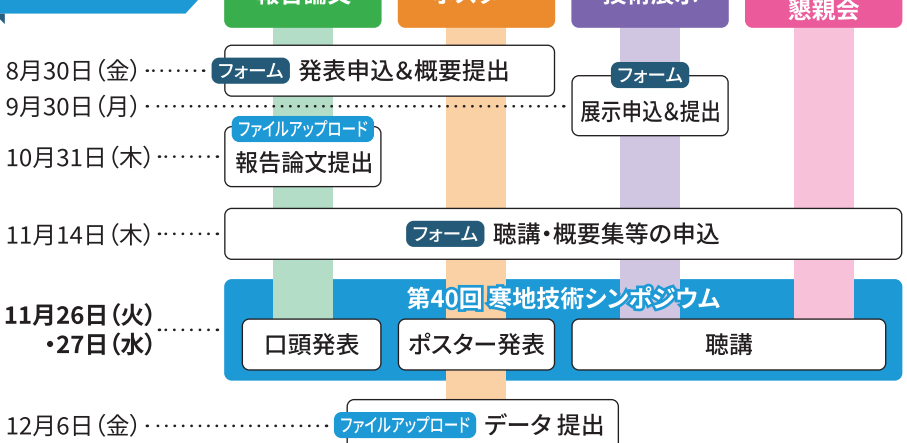 懇親会
8月30日（金）
フォーム 発表申込&概要提出
9月30日（月）
フォーム
展示申込&提出
10月31日（木）
ファイルアップロード
報告論文提出
11月14日（木）
フォーム 聴講・概要集等の申込
11月26日（火）
・27日（水）
第40回 寒地技術シンポジウム
口頭発表
ポスター発表
聴講
12月6日（金）
ファイルアップロード データ 提出